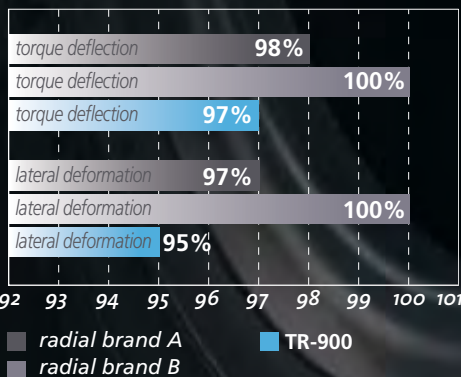 torque deflection 98%
torque deflection 100%
torque deflection 97%
lateral deformation 97%
lateral deformation 100%
lateral deformation 95%
92 93 94 95 96 97 98 99 100 101
radial brand A TR-900
radial brand B